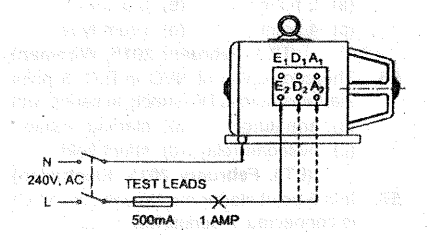 E1 D1 A1
E2 D2 A2
N
240V, AC
TEST LEADS
L
500mA
1 AMP